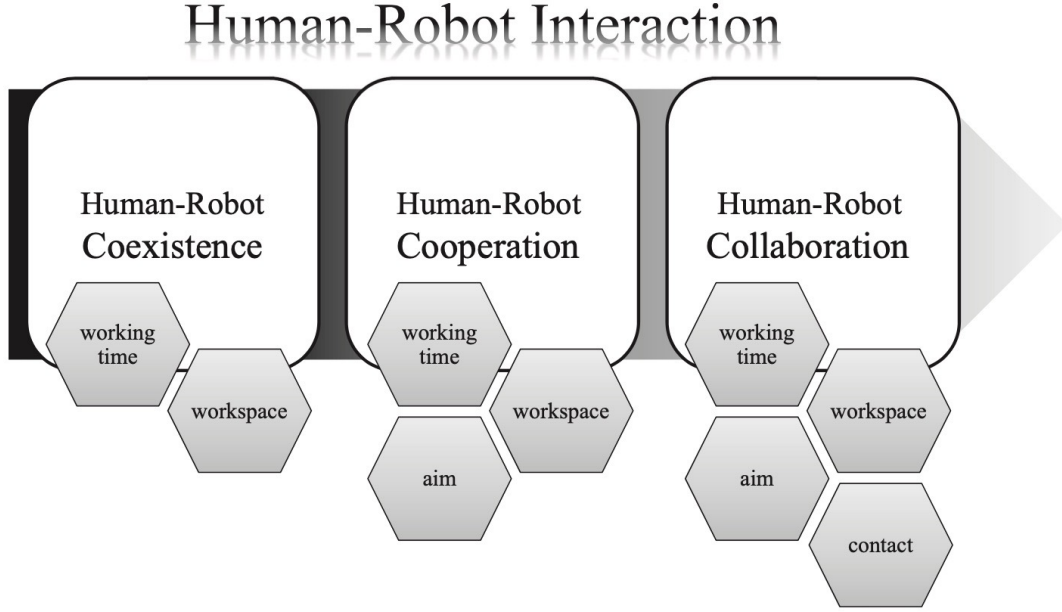 Human-Robot Interaction
Human-Robot
Coexistence
working
time
workspace
Human-Robot
Cooperation
working
time
workspace
aim
Human-Robot
Collaboration
working
time
workspace
aim
contact